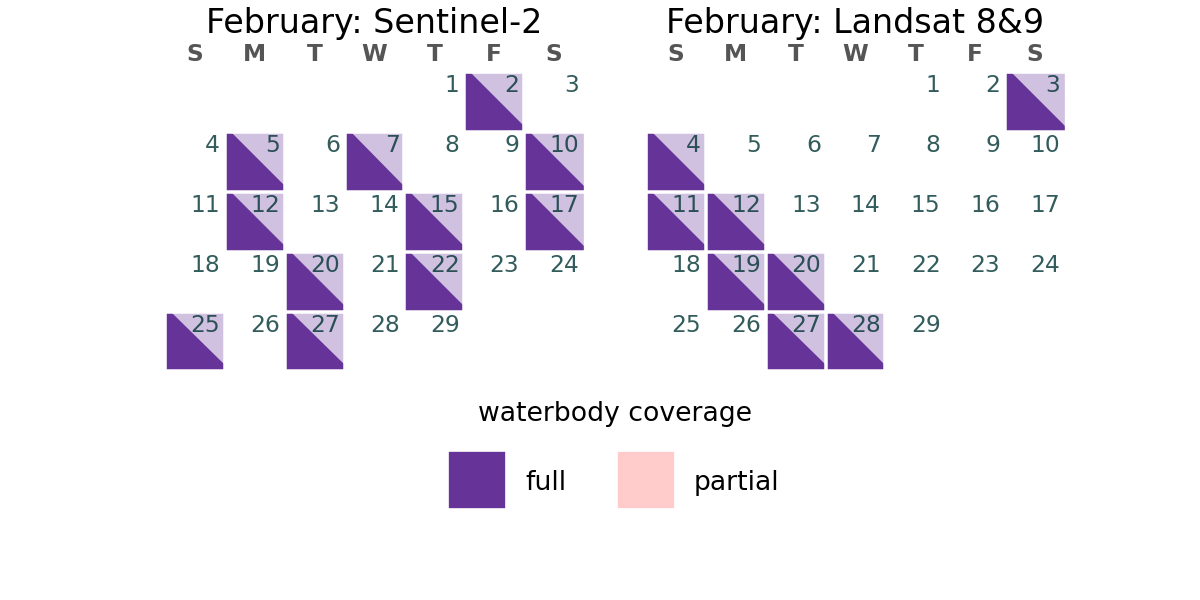 February: Sentinel-2
S M T W T F S
1 2 3
4 5 6 7 8 9 10
11 12 13 14 15 16 17
18 19 20 21 22 23 24
25 26 27 28 29
February: Landsat 8&9
S M T W T F S
1 2 3
4 5 6 7 8 9 10
11 12 13 14 15 16 17
18 19 20 21 22 23 24
25 26 27 28 29
waterbody coverage
full partial